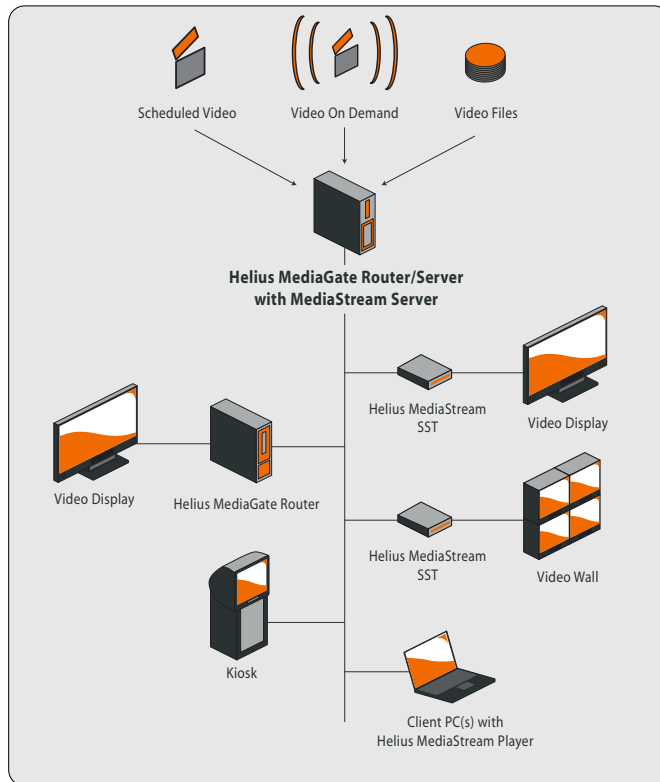 Scheduled Video
Video On Demand
Video Files
Helius MediaGate Router/Server
with MediaStream Server
Helius MediaStream
SST
Video Display
Video Display
Helius MediaGate Router
Helius MediaStream
SST
Video Wall
Kiosk
Client PC(s) with
Helius MediaStream Player